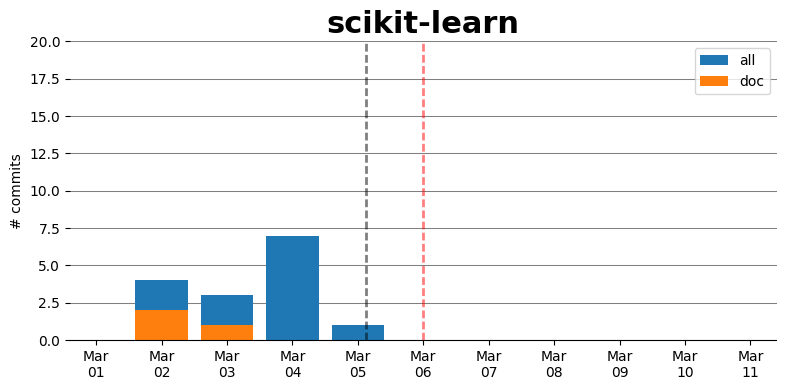 scikit-learn
20.0
17.5
15.0
12.5
10.0
7.5
5.0
2.5
0.0
# commits
all
doc
Mar 01
Mar 02
Mar 03
Mar 04
Mar 05
Mar 06
Mar 07
Mar 08
Mar 09
Mar 10
Mar 11